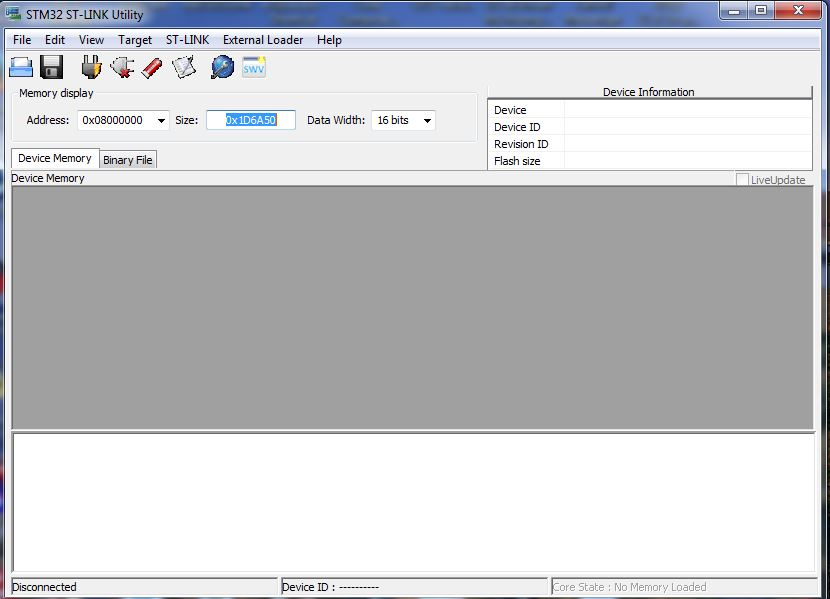 STM32 ST-LINK Utility
File Edit View Target ST-LINK External Loader Help
SWV
Memory display
Address: 0x08000000 Size: 0x1D6A50 Data Width: 16 bits
Device Information
Device
Device ID
Revision ID
Flash size
Device Memory Binary File
Device Memory LiveUpdate
Disconnected Device ID : ---------- Core State : No Memory Loaded